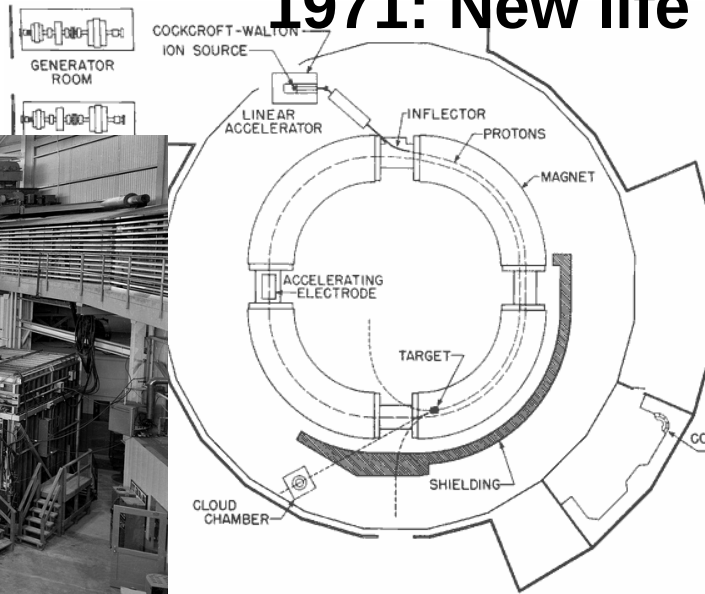 1971: New life
COCKCROFT-WALTON
ION SOURCE
GENERATOR
ROOM
LINEAR
ACCELERATOR
INFLECTOR
PROTONS
MAGNET
ACCELERATING
ELECTRODE
TARGET
SHIELDING
CLOUD
CHAMBER